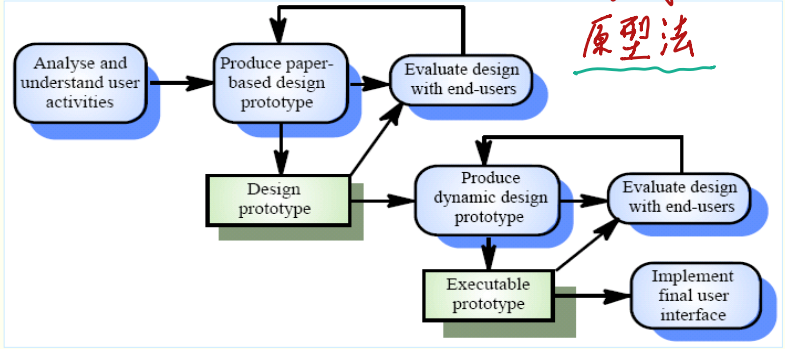 原型法
Analyse and
understand user
activities
Produce paper-
based design
prototype
Evaluate design
with end-users
Design
prototype
Produce
dynamic design
prototype
Evaluate design
with end-users
Executable
prototype
Implement
final user
interface